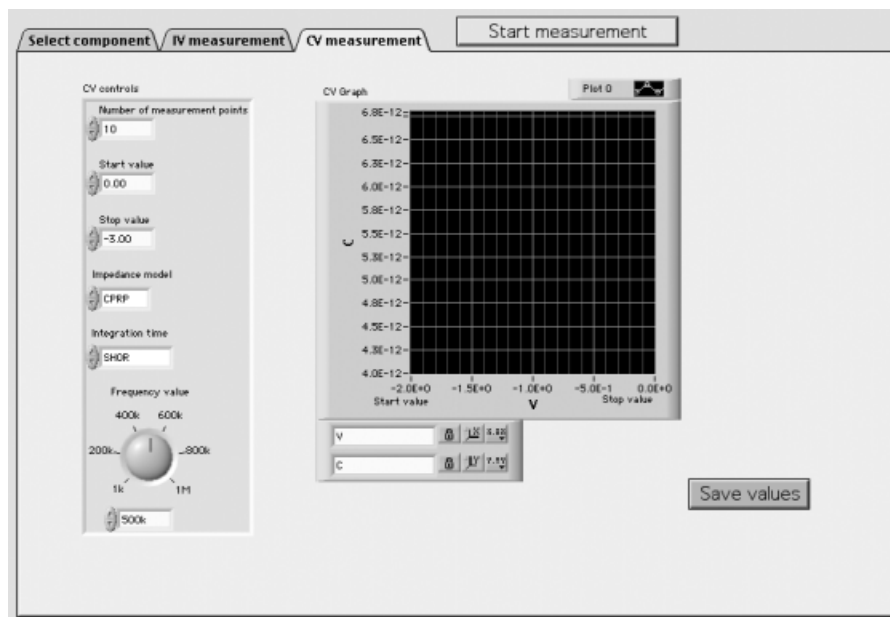 Select component
IV measurement
CV measurement
Start measurement
CV controls
Number of measurement points
10
Start value
0.00
Stop value
-3.00
Impedance model
CPRP
Integration time
SHOR
Frequency value
400k 600k
200k 800k
1k 1M
500k
CV Graph
Plot 0
6.8E-12
6.5E-12
6.3E-12
6.0E-12
5.8E-12
5.5E-12
5.3E-12
5.0E-12
4.8E-12
4.5E-12
4.3E-12
4.0E-12
C
-2.0E+0 -1.5E+0 -1.0E+0 -5.0E-1 0.0E+0
Start value V Stop value
V
C
Save values